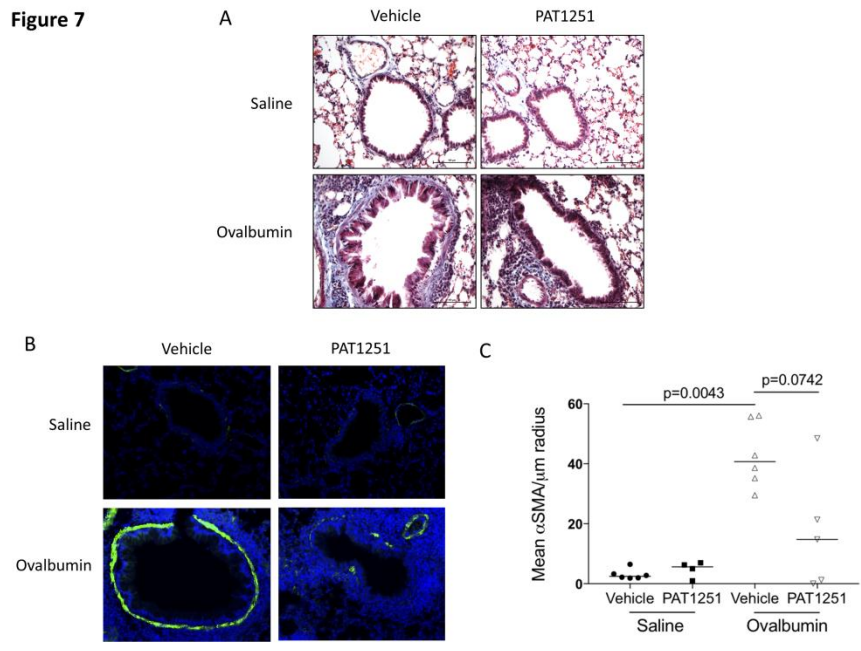 Figure 7
A
Vehicle
PAT1251
Saline
Ovalbumin
B
Vehicle
PAT1251
Saline
Ovalbumin
C
p=0.0742
p=0.0043
Mean αSMA/μm radius
60
40
20
0
Vehicle PAT1251 Vehicle PAT1251
Saline
Ovalbumin